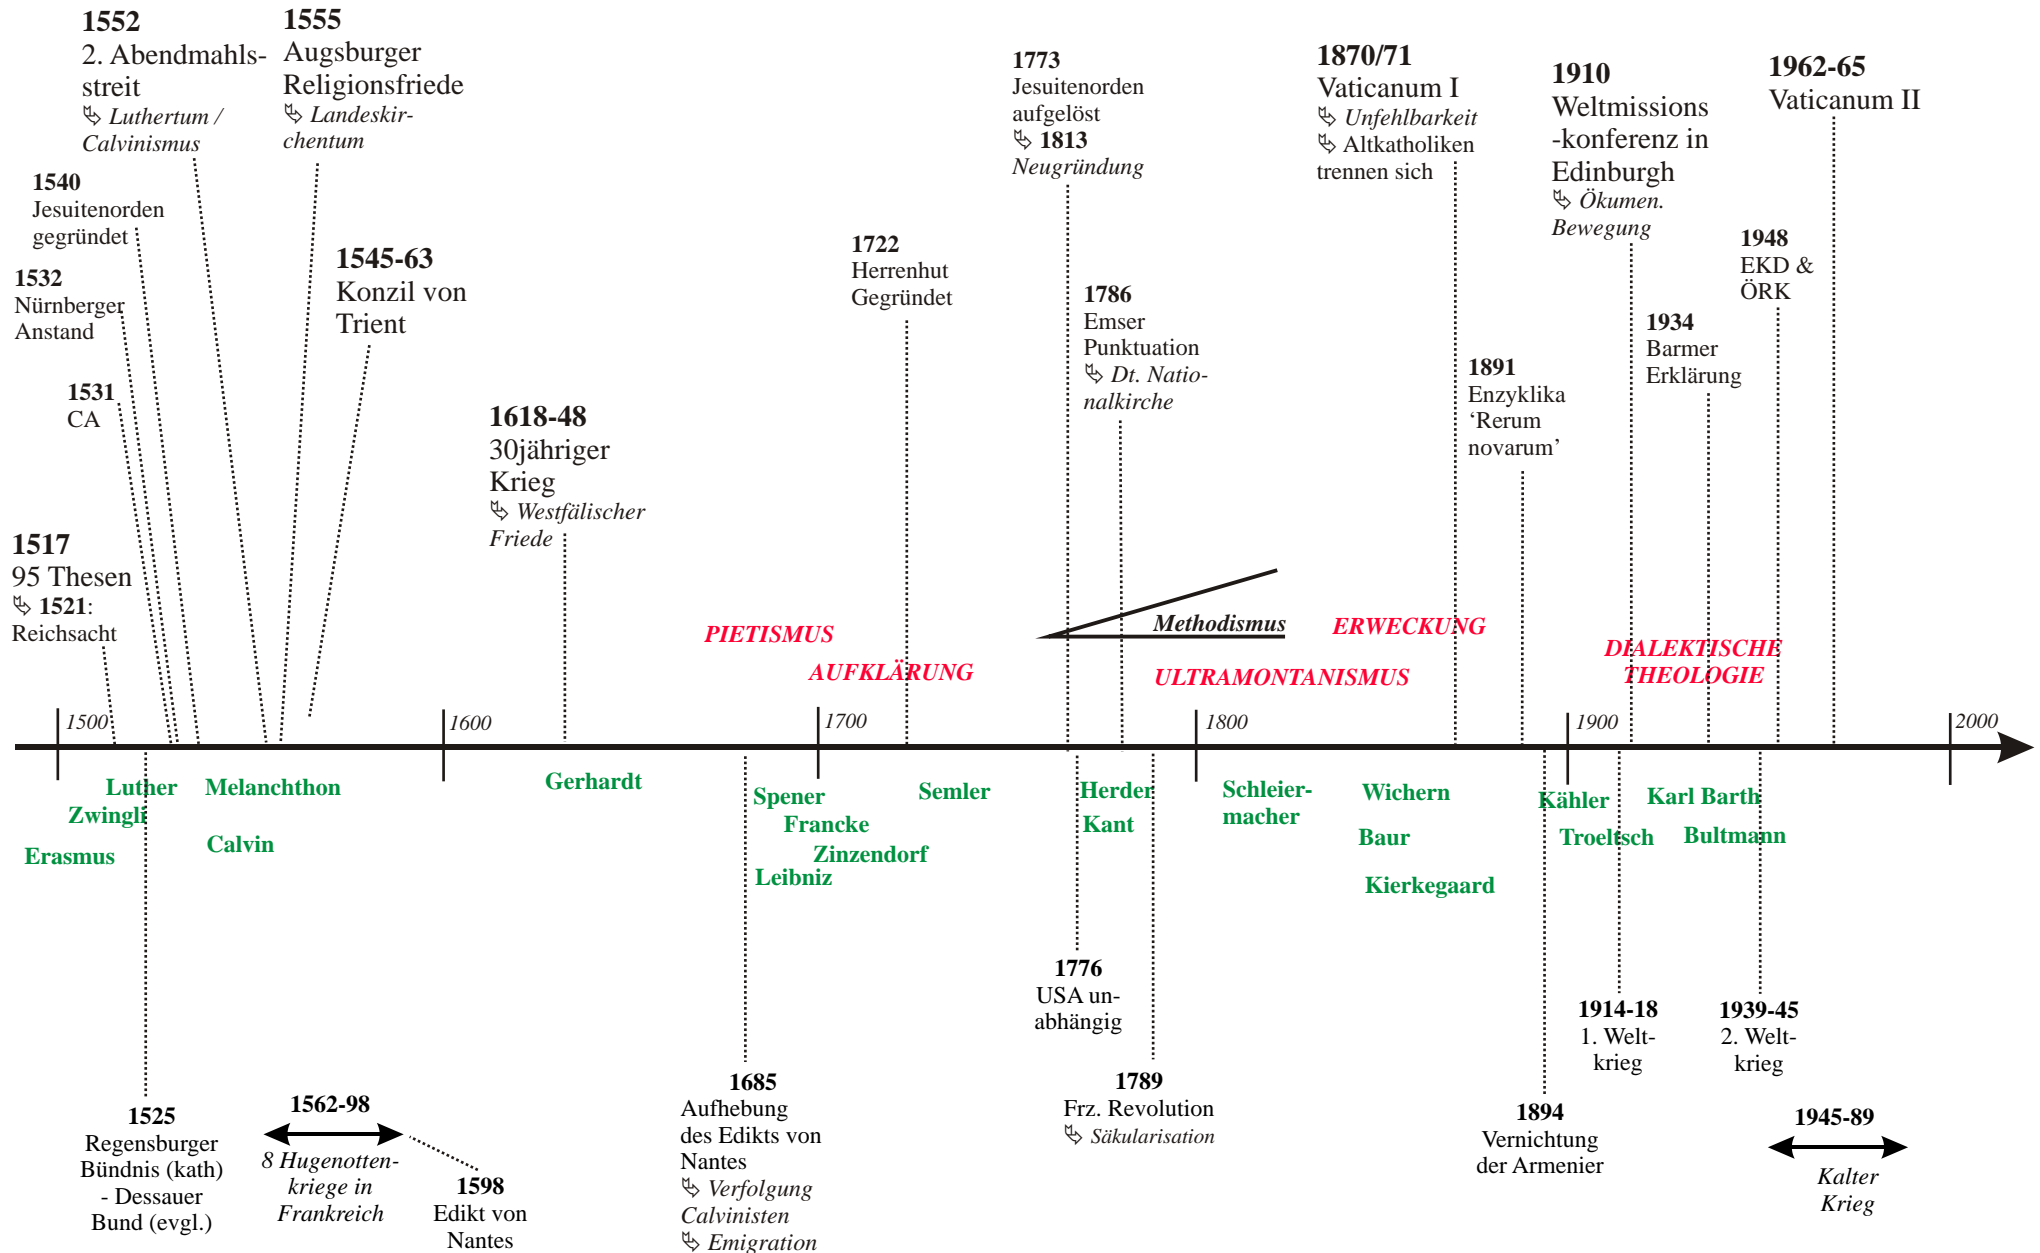 1552
2. Abendmahls-
streit
↳ Luthertum /
Calvinismus
1555
Augsburger
Religionsfriede
↳ Landeskir-
chentum
1540
Jesuitenorden
gegründet
1532
Nürnberger
Anstand
1531
CA
1545-63
Konzil von
Trient
1517
95 Thesen
↳ 1521:
Reichsacht
1618-48
30jähriger
Krieg
↳ Westfälischer
Friede
1722
Herrenhut
Gegründet
1773
Jesuitenorden
aufgelöst
↳ 1813
Neugründung
1786
Emser
Punktuation
↳ Dt. Natio-
nalkirche
1870/71
Vaticanum I
↳ Unfehlbarkeit
↳ Altkatholiken
trennen sich
1891
Enzyklika
‘Rerum
novarum’
1910
Weltmissions
-konferenz in
Edinburgh
↳ Ökumen.
Bewegung
1934
Barmer
Erklärung
1948
EKD &
ÖRK
1962-65
Vaticanum II
PIETISMUS
AUFKLÄRUNG
Methodismus
ULTRAMONTANISMUS
ERWECKUNG
DIALEKTISCHE
THEOLOGIE
1500
1600
1700
1800
1900
2000
Luther
Zwingli
Erasmus
Melanchthon
Calvin
Gerhardt
Spener
Francke
Zinzendorf
Leibniz
Semler
Herder
Kant
Schleier-
macher
Wichern
Baur
Kierkegaard
Kähler
Troeltsch
Karl Barth
Bultmann
1525
Regensburger
Bündnis (kath)
- Dessauer
Bund (evgl.)
1562-98
8 Hugenotten-
kriege in
Frankreich
1598
Edikt von
Nantes
1685
Aufhebung
des Edikts von
Nantes
↳ Verfolgung
Calvinisten
↳ Emigration
1776
USA un-
abhängig
1789
Frz. Revolution
↳ Säkularisation
1894
Vernichtung
der Armenier
1914-18
1. Welt-
krieg
1939-45
2. Welt-
krieg
1945-89
Kalter
Krieg